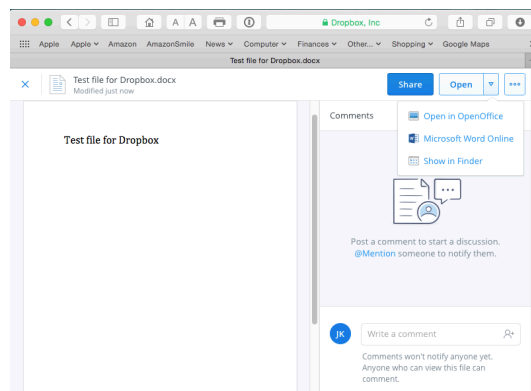 A A
Dropbox, Inc
Apple Apple Amazon AmazonSmile News Computer Finances Other... Shopping Google Maps
Test file for Dropbox.docx
Test file for Dropbox.docx
Modified just now
Share
Open
Comments
Open in OpenOffice
Microsoft Word Online
Show in Finder
Test file for Dropbox
Post a comment to start a discussion.
@Mention someone to notify them.
JK
Write a comment
Comments won't notify anyone yet.
Anyone who can view this file can
comment.